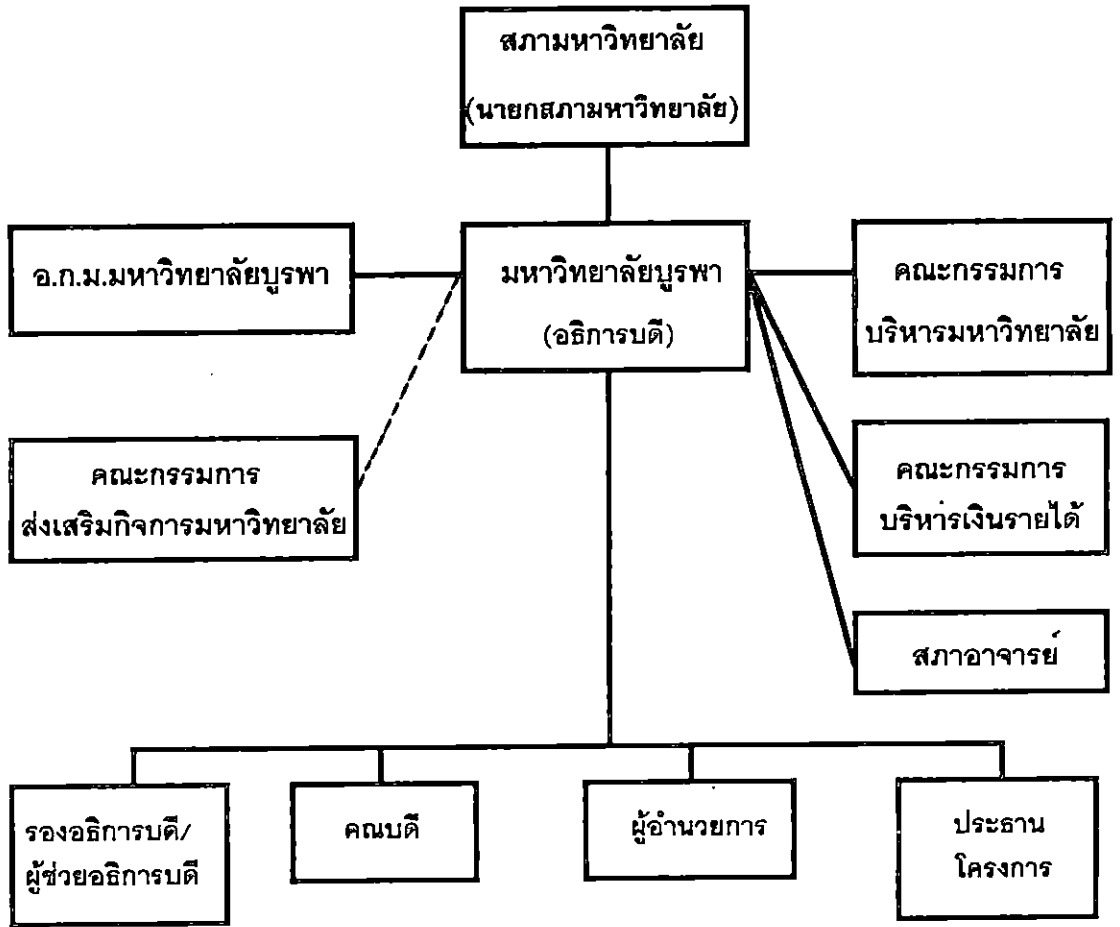 สภามหาวิทยาลัย
(นายกสภามหาวิทยาลัย)
อ.ก.ม.มหาวิทยาลัยบูรพา
มหาวิทยาลัยบูรพา
(อธิการบดี)
คณะกรรมการ
บริหารมหาวิทยาลัย
คณะกรรมการ
ส่งเสริมกิจการมหาวิทยาลัย
คณะกรรมการ
บริหารเงินรายได้
สภาอาจารย์
รองอธิการบดี/
ผู้ช่วยอธิการบดี
คณบดี
ผู้อำนวยการ
ประธาน
โครงการ